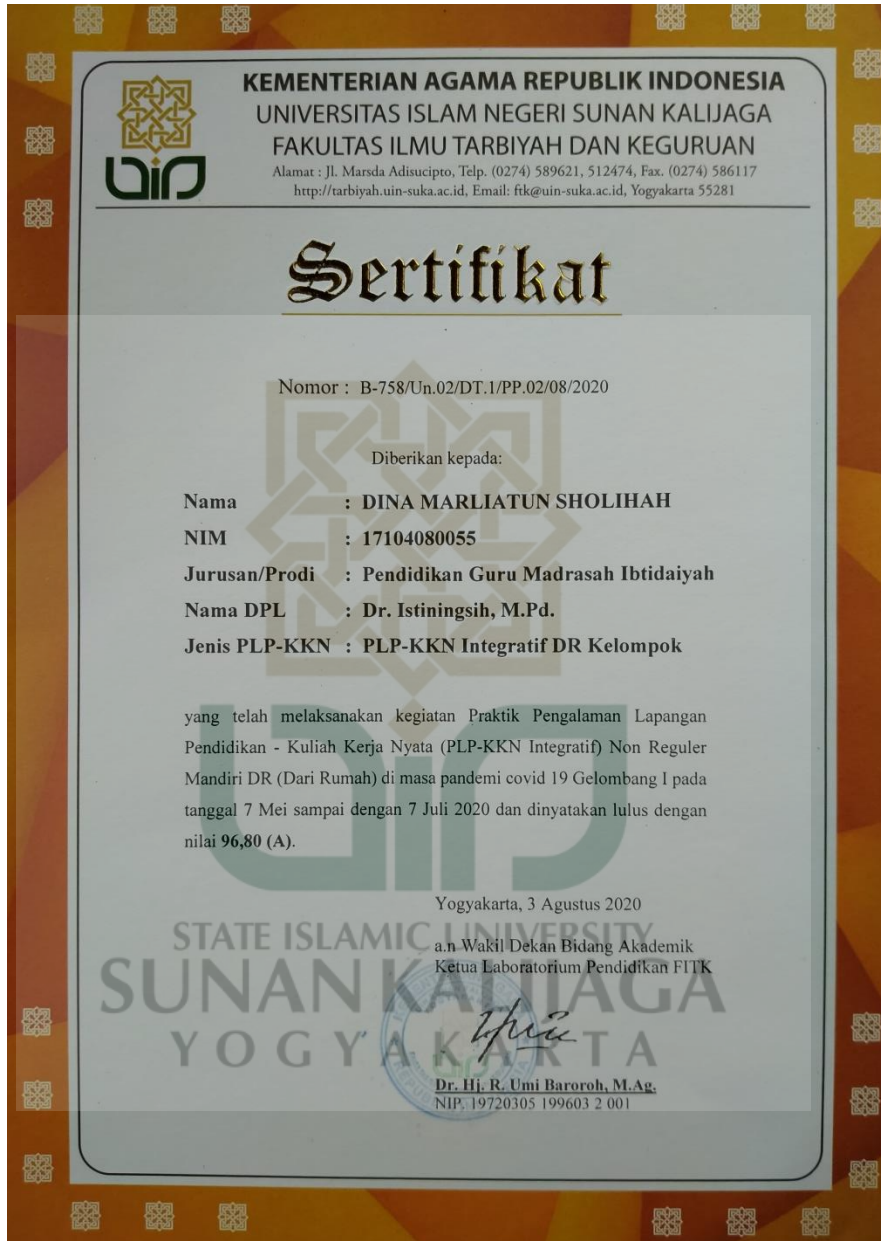 KEMENTERIAN AGAMA REPUBLIK INDONESIA
UNIVERSITAS ISLAM NEGERI SUNAN KALIJAGA
FAKULTAS ILMU TARBIYAH DAN KEGURUAN
Alamat : Jl. Marsda Adisucipto, Telp. (0274) 589621, 512474, Fax. (0274) 586117
http://tarbiyah.uin-suka.ac.id, Email: ftk@uin-suka.ac.id, Yogyakarta 55281
uin
Sertifikat
Nomor : B-758/Un.02/DT.1/PP.02/08/2020
Diberikan kepada:
Nama : DINA MARLIATUN SHOLIHAH
NIM : 17104080055
Jurusan/Prodi : Pendidikan Guru Madrasah Ibtidaiyah
Nama DPL : Dr. Istiningsih, M.Pd.
Jenis PLP-KKN : PLP-KKN Integratif DR Kelompok
yang telah melaksanakan kegiatan Praktik Pengalaman Lapangan
Pendidikan - Kuliah Kerja Nyata (PLP-KKN Integratif) Non Reguler
Mandiri DR (Dari Rumah) di masa pandemi covid 19 Gelombang I pada
tanggal 7 Mei sampai dengan 7 Juli 2020 dan dinyatakan lulus dengan
nilai 96,80 (A).
Yogyakarta, 3 Agustus 2020
a.n Wakil Dekan Bidang Akademik
Ketua Laboratorium Pendidikan FITK
Dr. Hj. R. Umi Baroroh, M.Ag.
NIP. 19720305 199603 2 001
uin
STATE ISLAMIC UNIVERSITY
SUNAN KALIJAGA
YOGYAKARTA